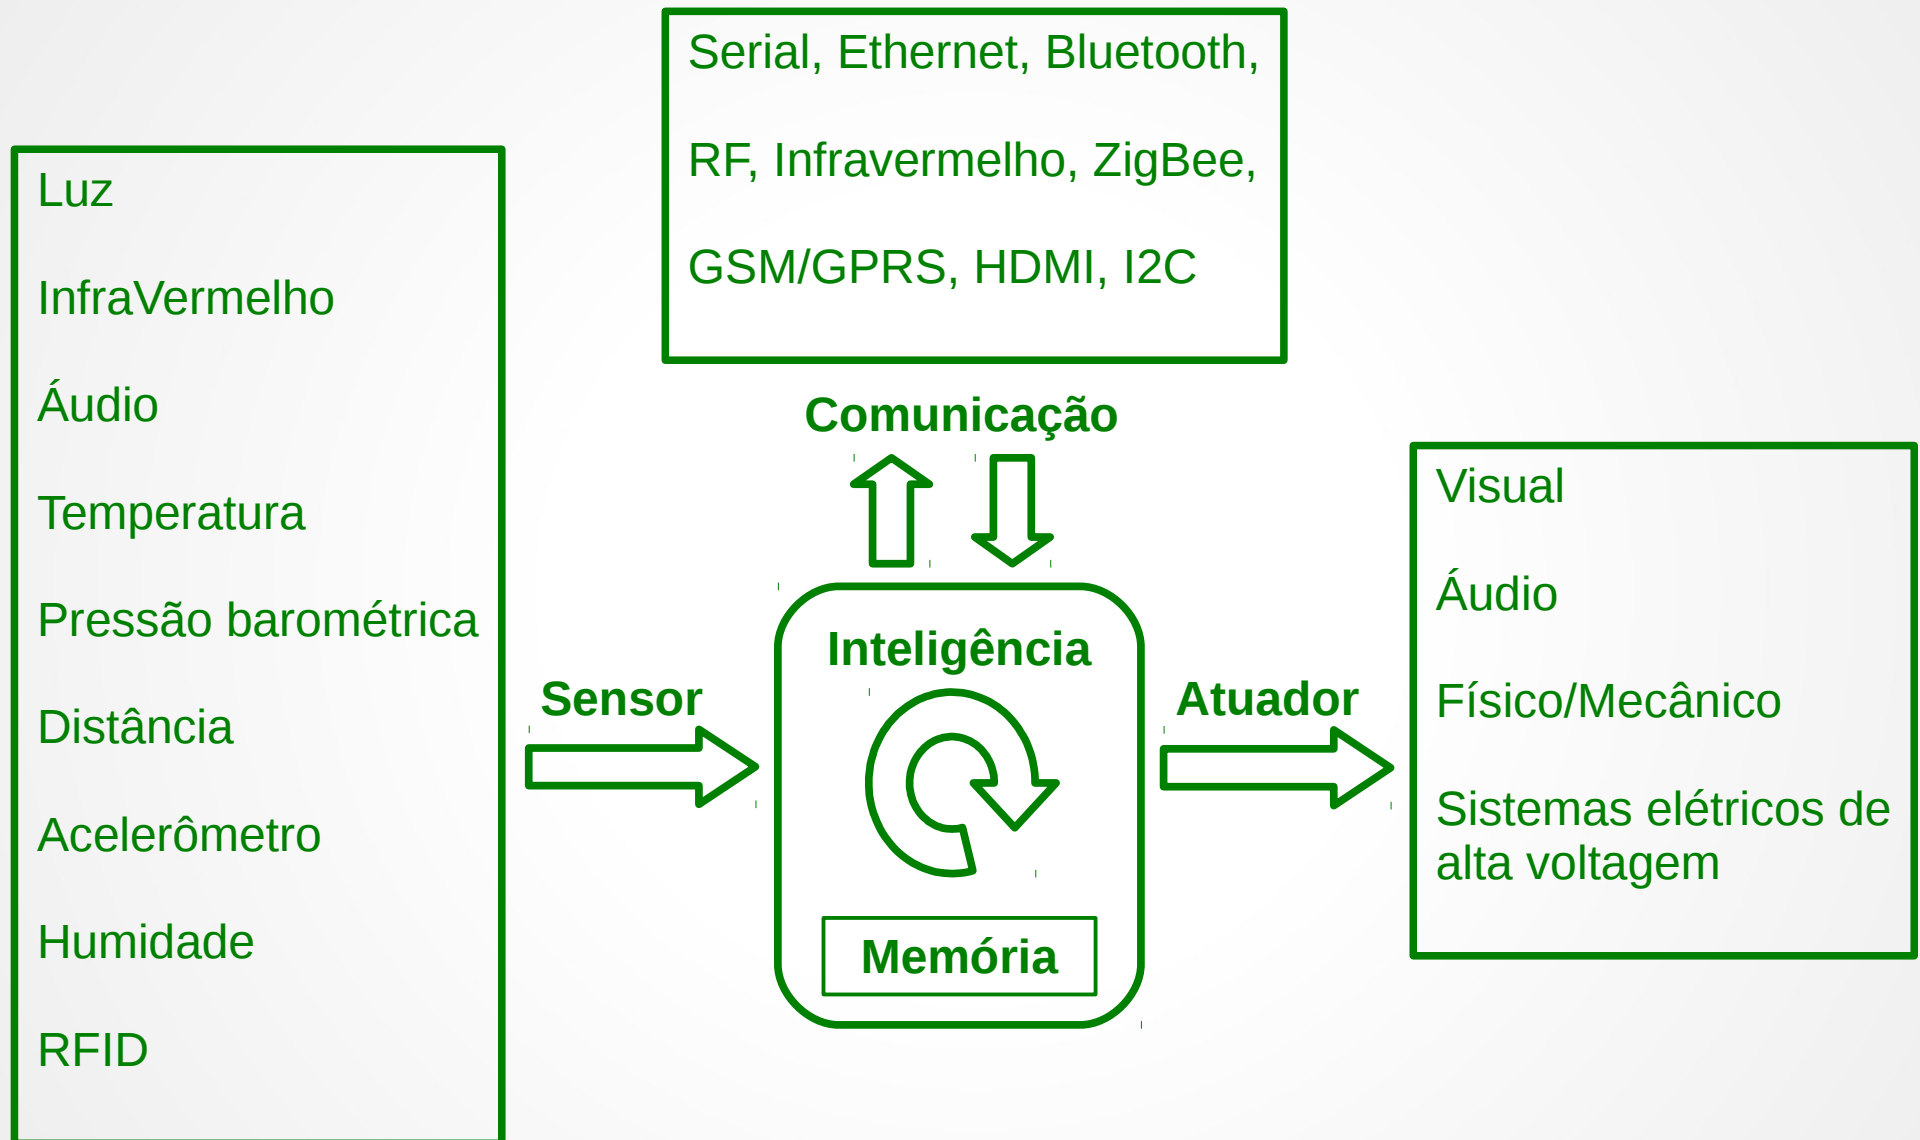 Serial, Ethernet, Bluetooth,
RF, Infravermelho, ZigBee,
GSM/GPRS, HDMI, I2C
Luz
InfraVermelho
Áudio
Temperatura
Pressão barométrica
Distância
Acelerômetro
Humidade
RFID
Comunicação
Sensor
Inteligência
Memória
Atuador
Visual
Áudio
Físico/Mecânico
Sistemas elétricos de
alta voltagem